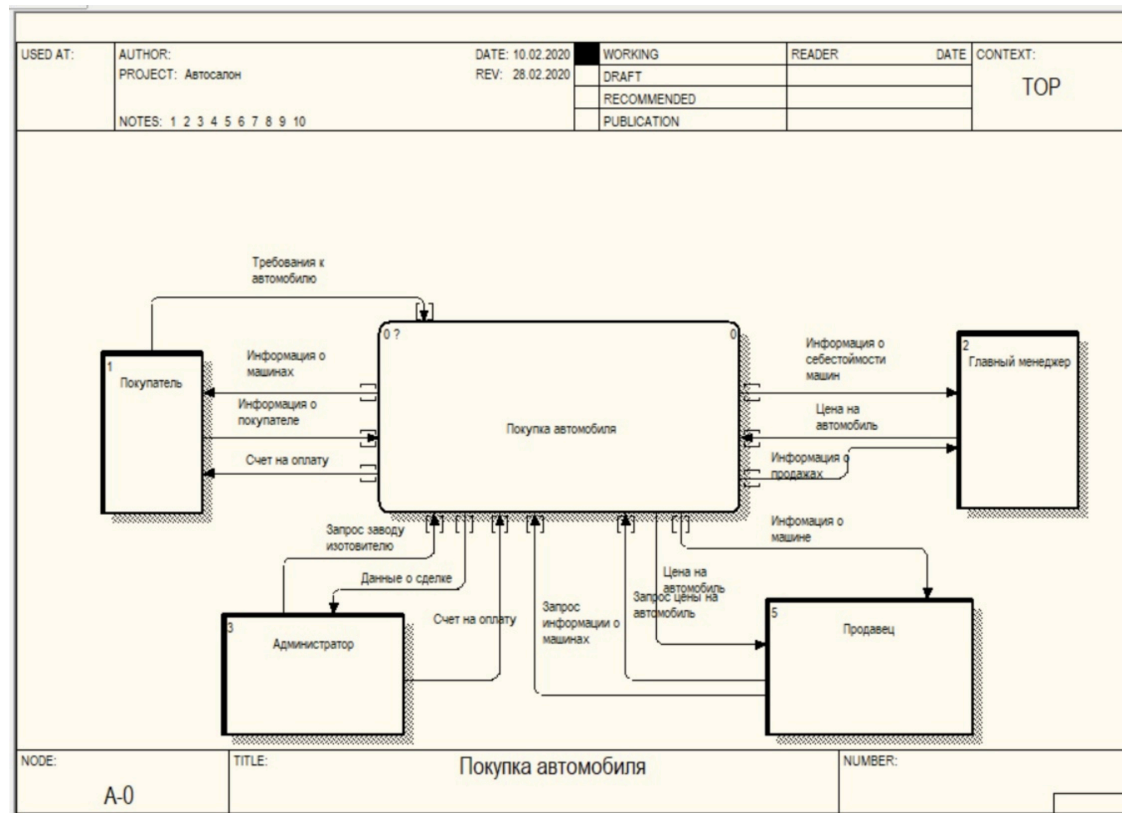 USED AT:
AUTHOR:
DATE: 10.02.2020
WORKING
READER
DATE
CONTEXT:
PROJECT: Автосалон
REV: 28.02.2020
DRAFT
TOP
RECOMMENDED
NOTES: 1 2 3 4 5 6 7 8 9 10
PUBLICATION
Требования к
автомобилю
0 ?
0
1
Покупатель
Информация о
машинах
Информация о
покупателе
Счет на оплату
Покупка автомобиля
Информация о
себестоймости
машин
2
Главный менеджер
Цена на
автомобиль
Информация о
продажах
Запрос заводу
изотовителю
Данные о сделке
Инфомация о
машине
Цена на
автомобиль
Запрос цены на
автомобиль
Запрос
информации о
машинах
Счет на оплату
3
Администратор
5
Продавец
NODE:
TITLE:
Покупка автомобиля
NUMBER:
A-0